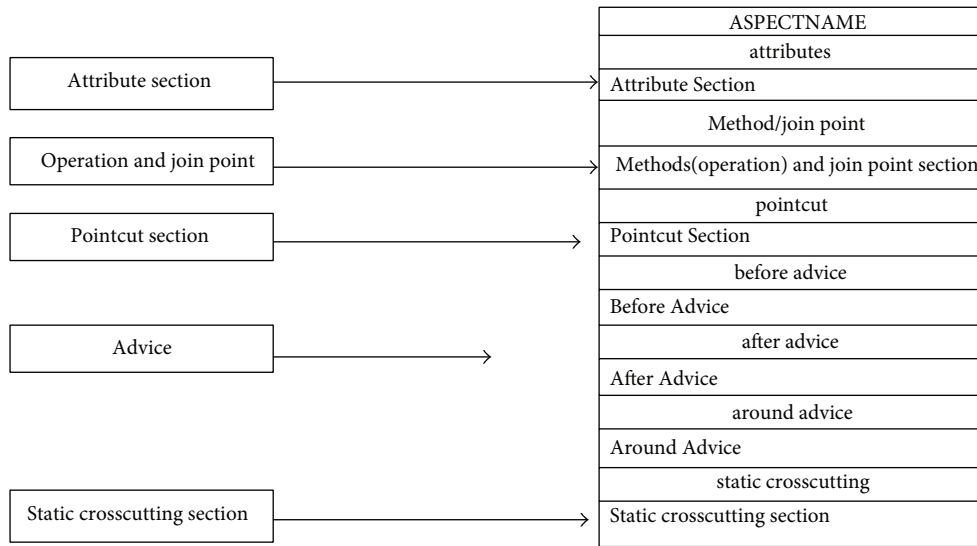 Attribute section
Operation and join point
Pointcut section
Advice
Static crosscutting section
ASPECTNAME
attributes
Attribute Section
Method/join point
Methods(operation) and join point section
pointcut
Pointcut Section
before advice
Before Advice
after advice
After Advice
around advice
Around Advice
static crosscutting
Static crosscutting section